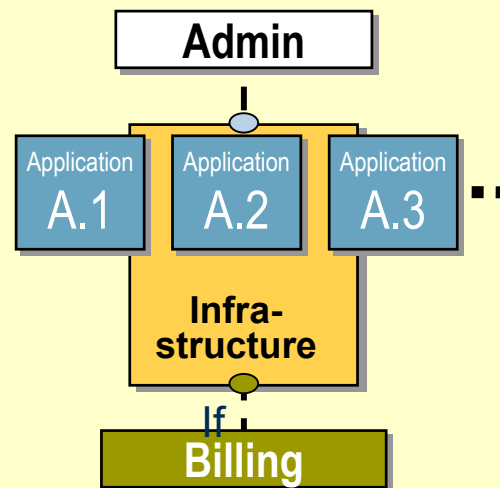 Admin
Application
A.1
Application
A.2
Application
A.3
Infra-
structure
If
Billing